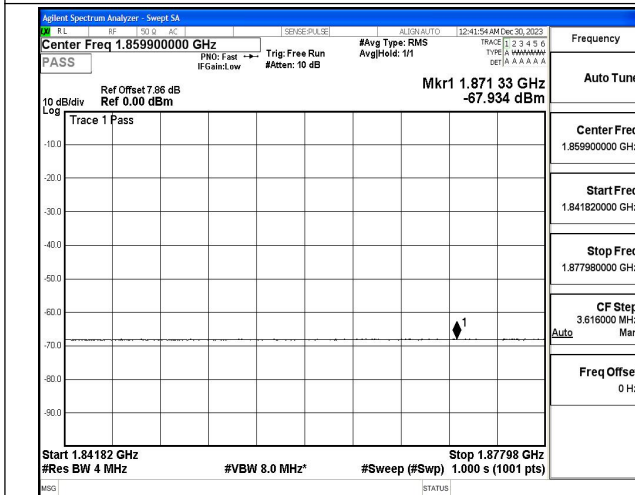 Agilent Spectrum Analyzer - Swept SA
RL RF 50 Ω AC SENSE:PULSE ALIGN AUTO 12:41:54 AM Dec 30, 2023
Center Freq 1.859900000 GHz
PASS
PNO: Fast
IFGain:Low
Trig: Free Run
#Atten: 10 dB
#Avg Type: RMS
Avg|Hold: 1/1
TRACE 1 2 3 4 5 6
TYPE A WWWWW
DET A A A A A A
Mkr1 1.871 33 GHz
-67.934 dBm
Ref Offset 7.86 dB
10 dB/div Ref 0.00 dBm
Log
Trace 1 Pass
-10.0
-20.0
-30.0
-40.0
-50.0
-60.0
-70.0
-80.0
-90.0
1
Start 1.84182 GHz Stop 1.87798 GHz
#Res BW 4 MHz #VBW 8.0 MHz* #Sweep (#Swp) 1.000 s (1001 pts)
MSG STATUS
Frequency
Auto Tune
Center Freq
1.859900000 GHz
Start Freq
1.841820000 GHz
Stop Freq
1.877980000 GHz
CF Step
3.616000 MHz
Auto Man
Freq Offset
0 Hz